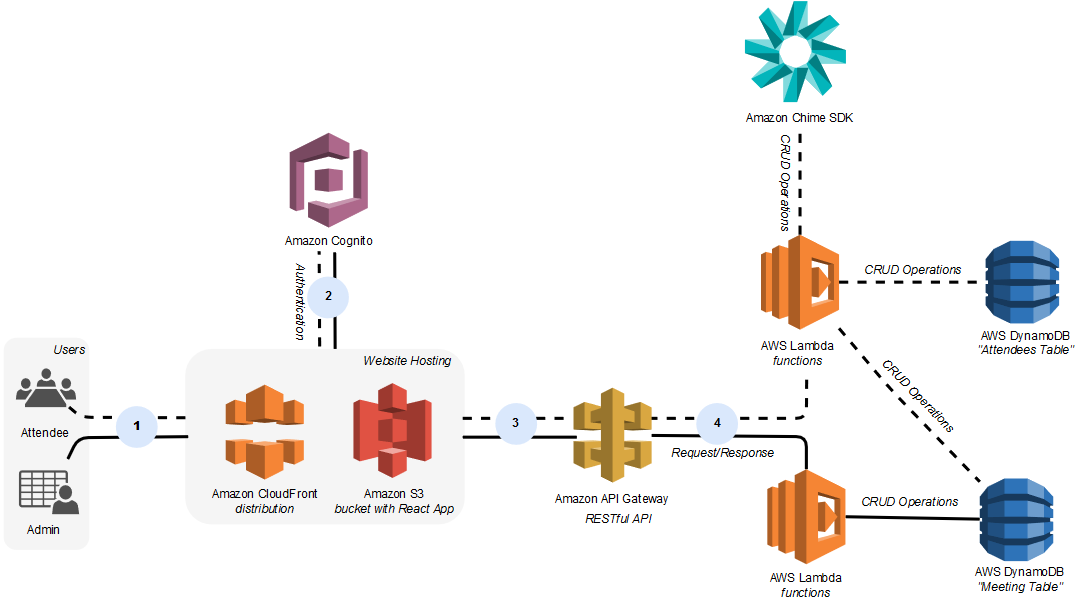 Amazon Chime SDK
CRUD Operations
Amazon Cognito
Authentication
2
CRUD Operations
AWS Lambda
functions
AWS DynamoDB
"Attendees Table"
Users
Attendee
Admin
1
Website Hosting
Amazon CloudFront
distribution
Amazon S3
bucket with React App
3
Amazon API Gateway
RESTful API
4
Request/Response
CRUD Operations
CRUD Operations
AWS Lambda
functions
AWS DynamoDB
"Meeting Table"